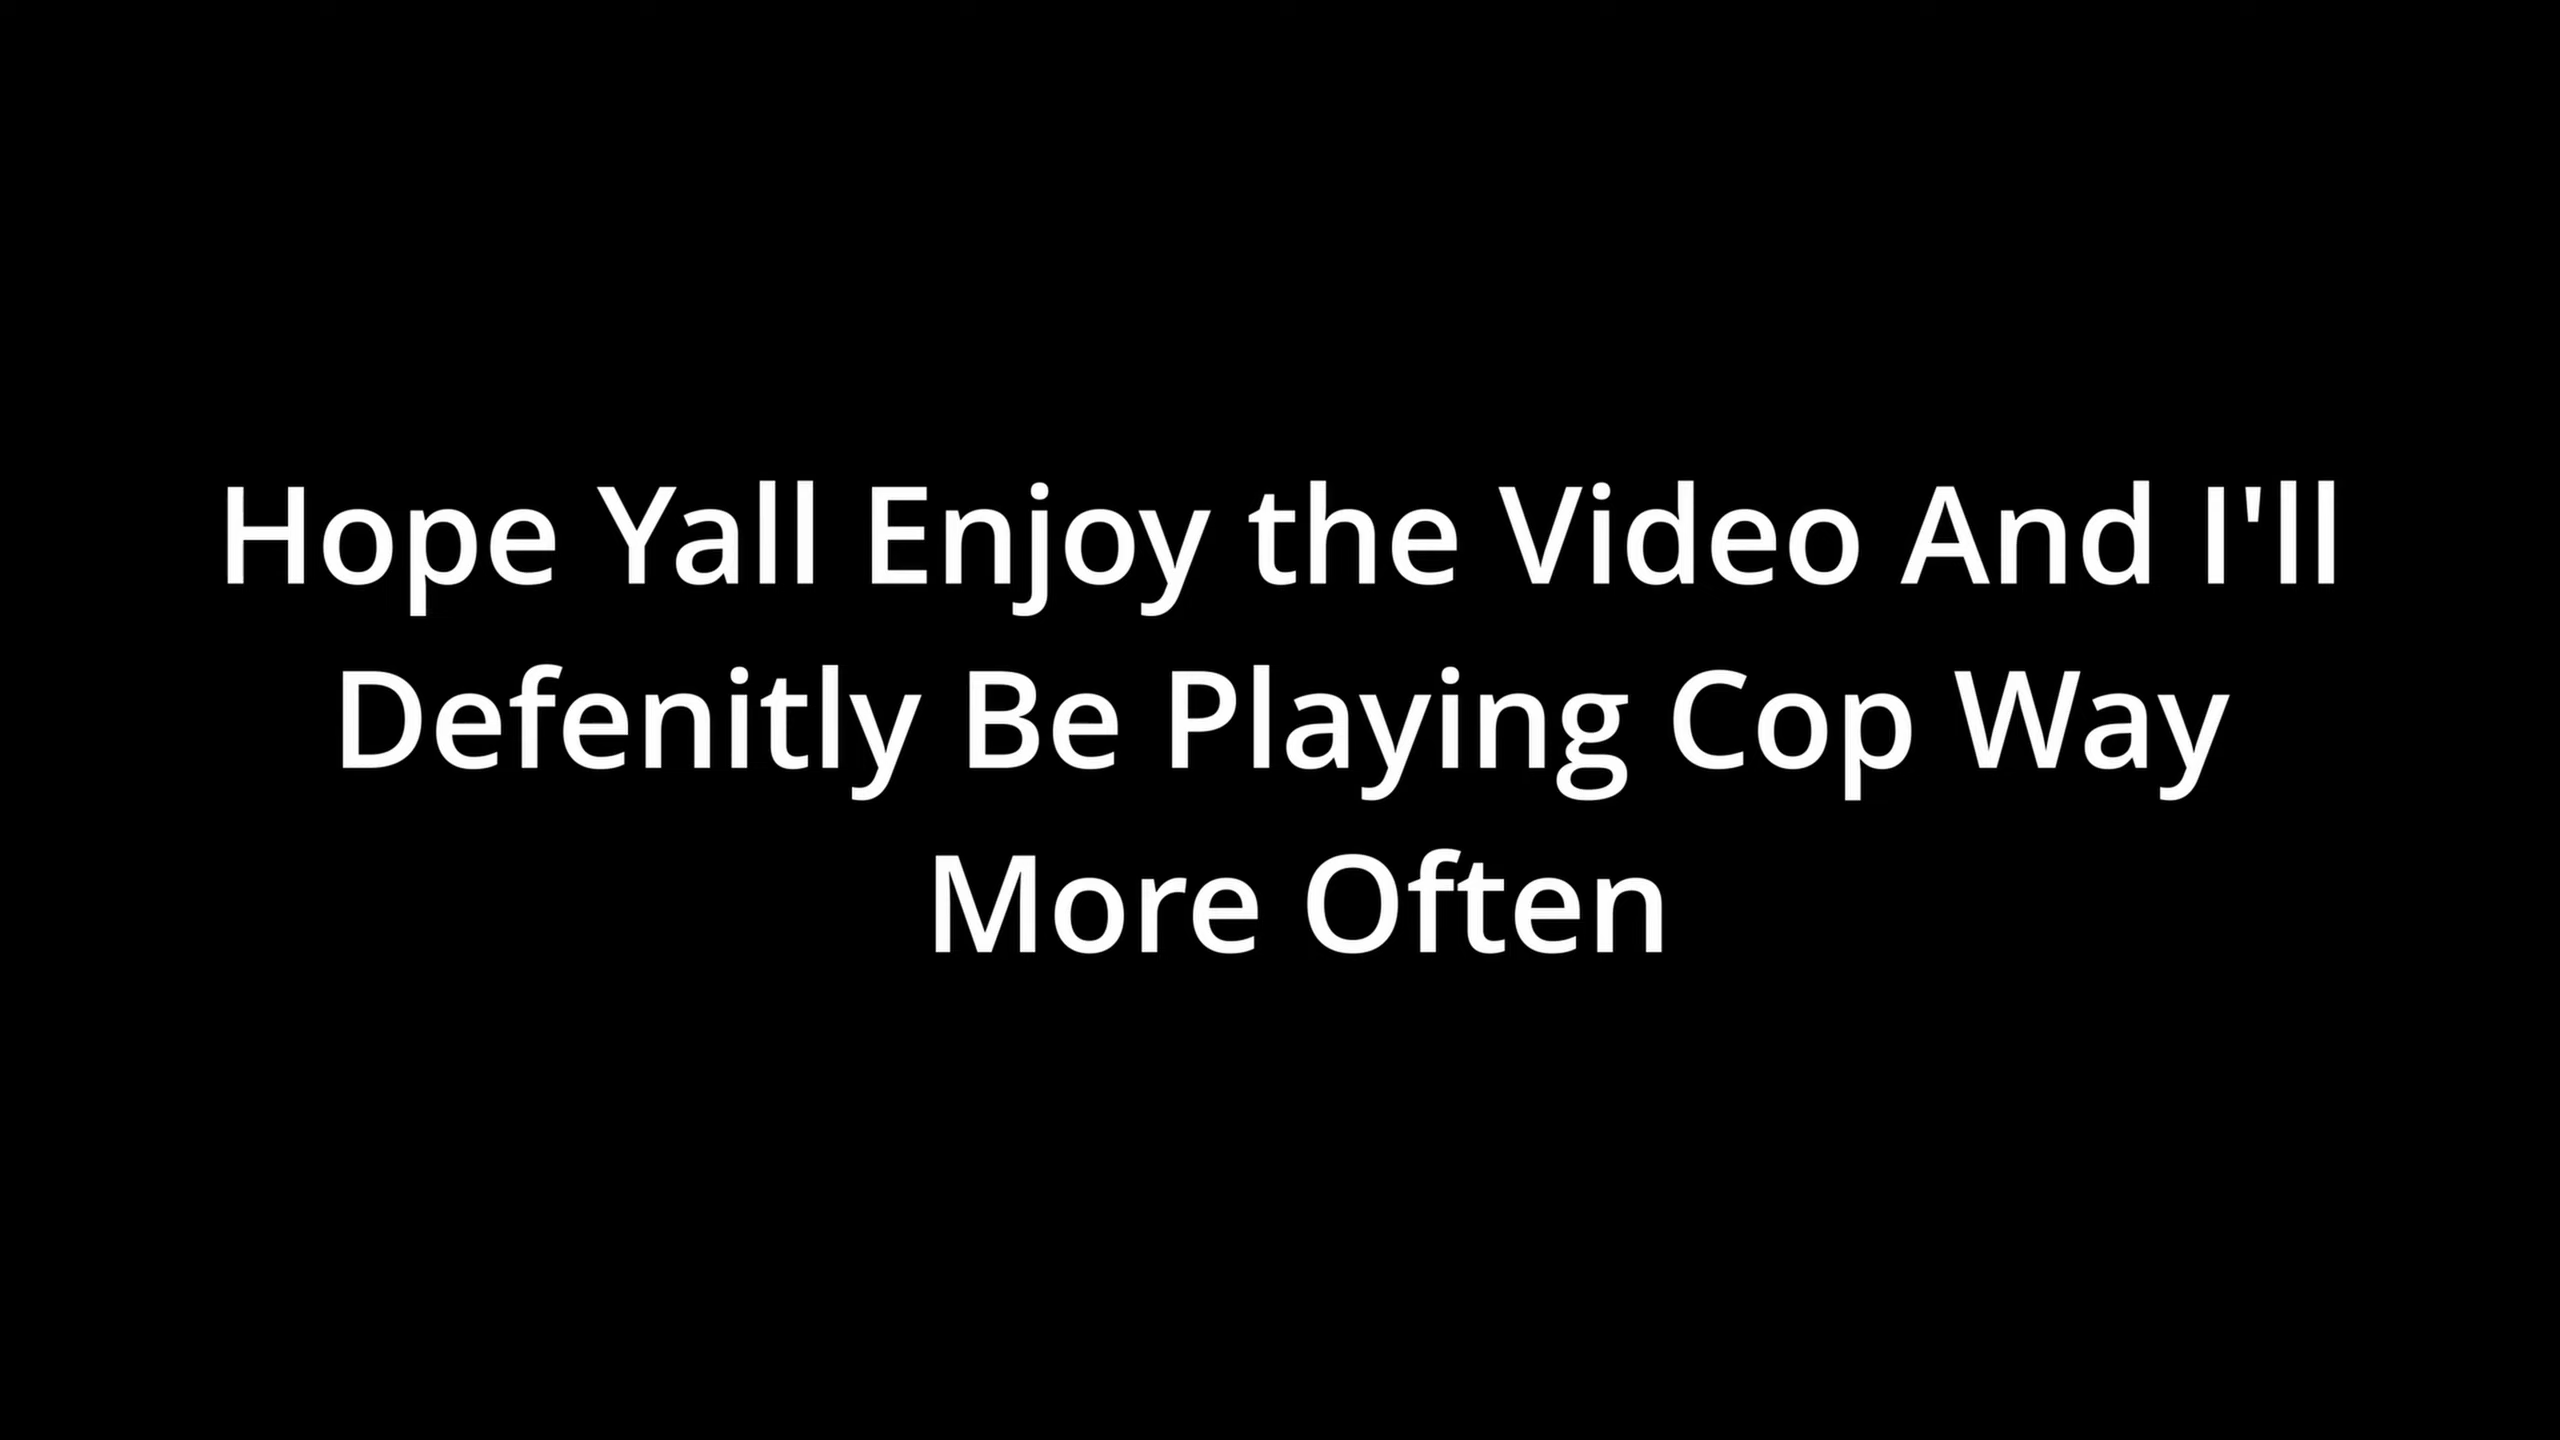 Hope Yall Enjoy the Video And I'll
Defenitly Be Playing Cop Way
More Often